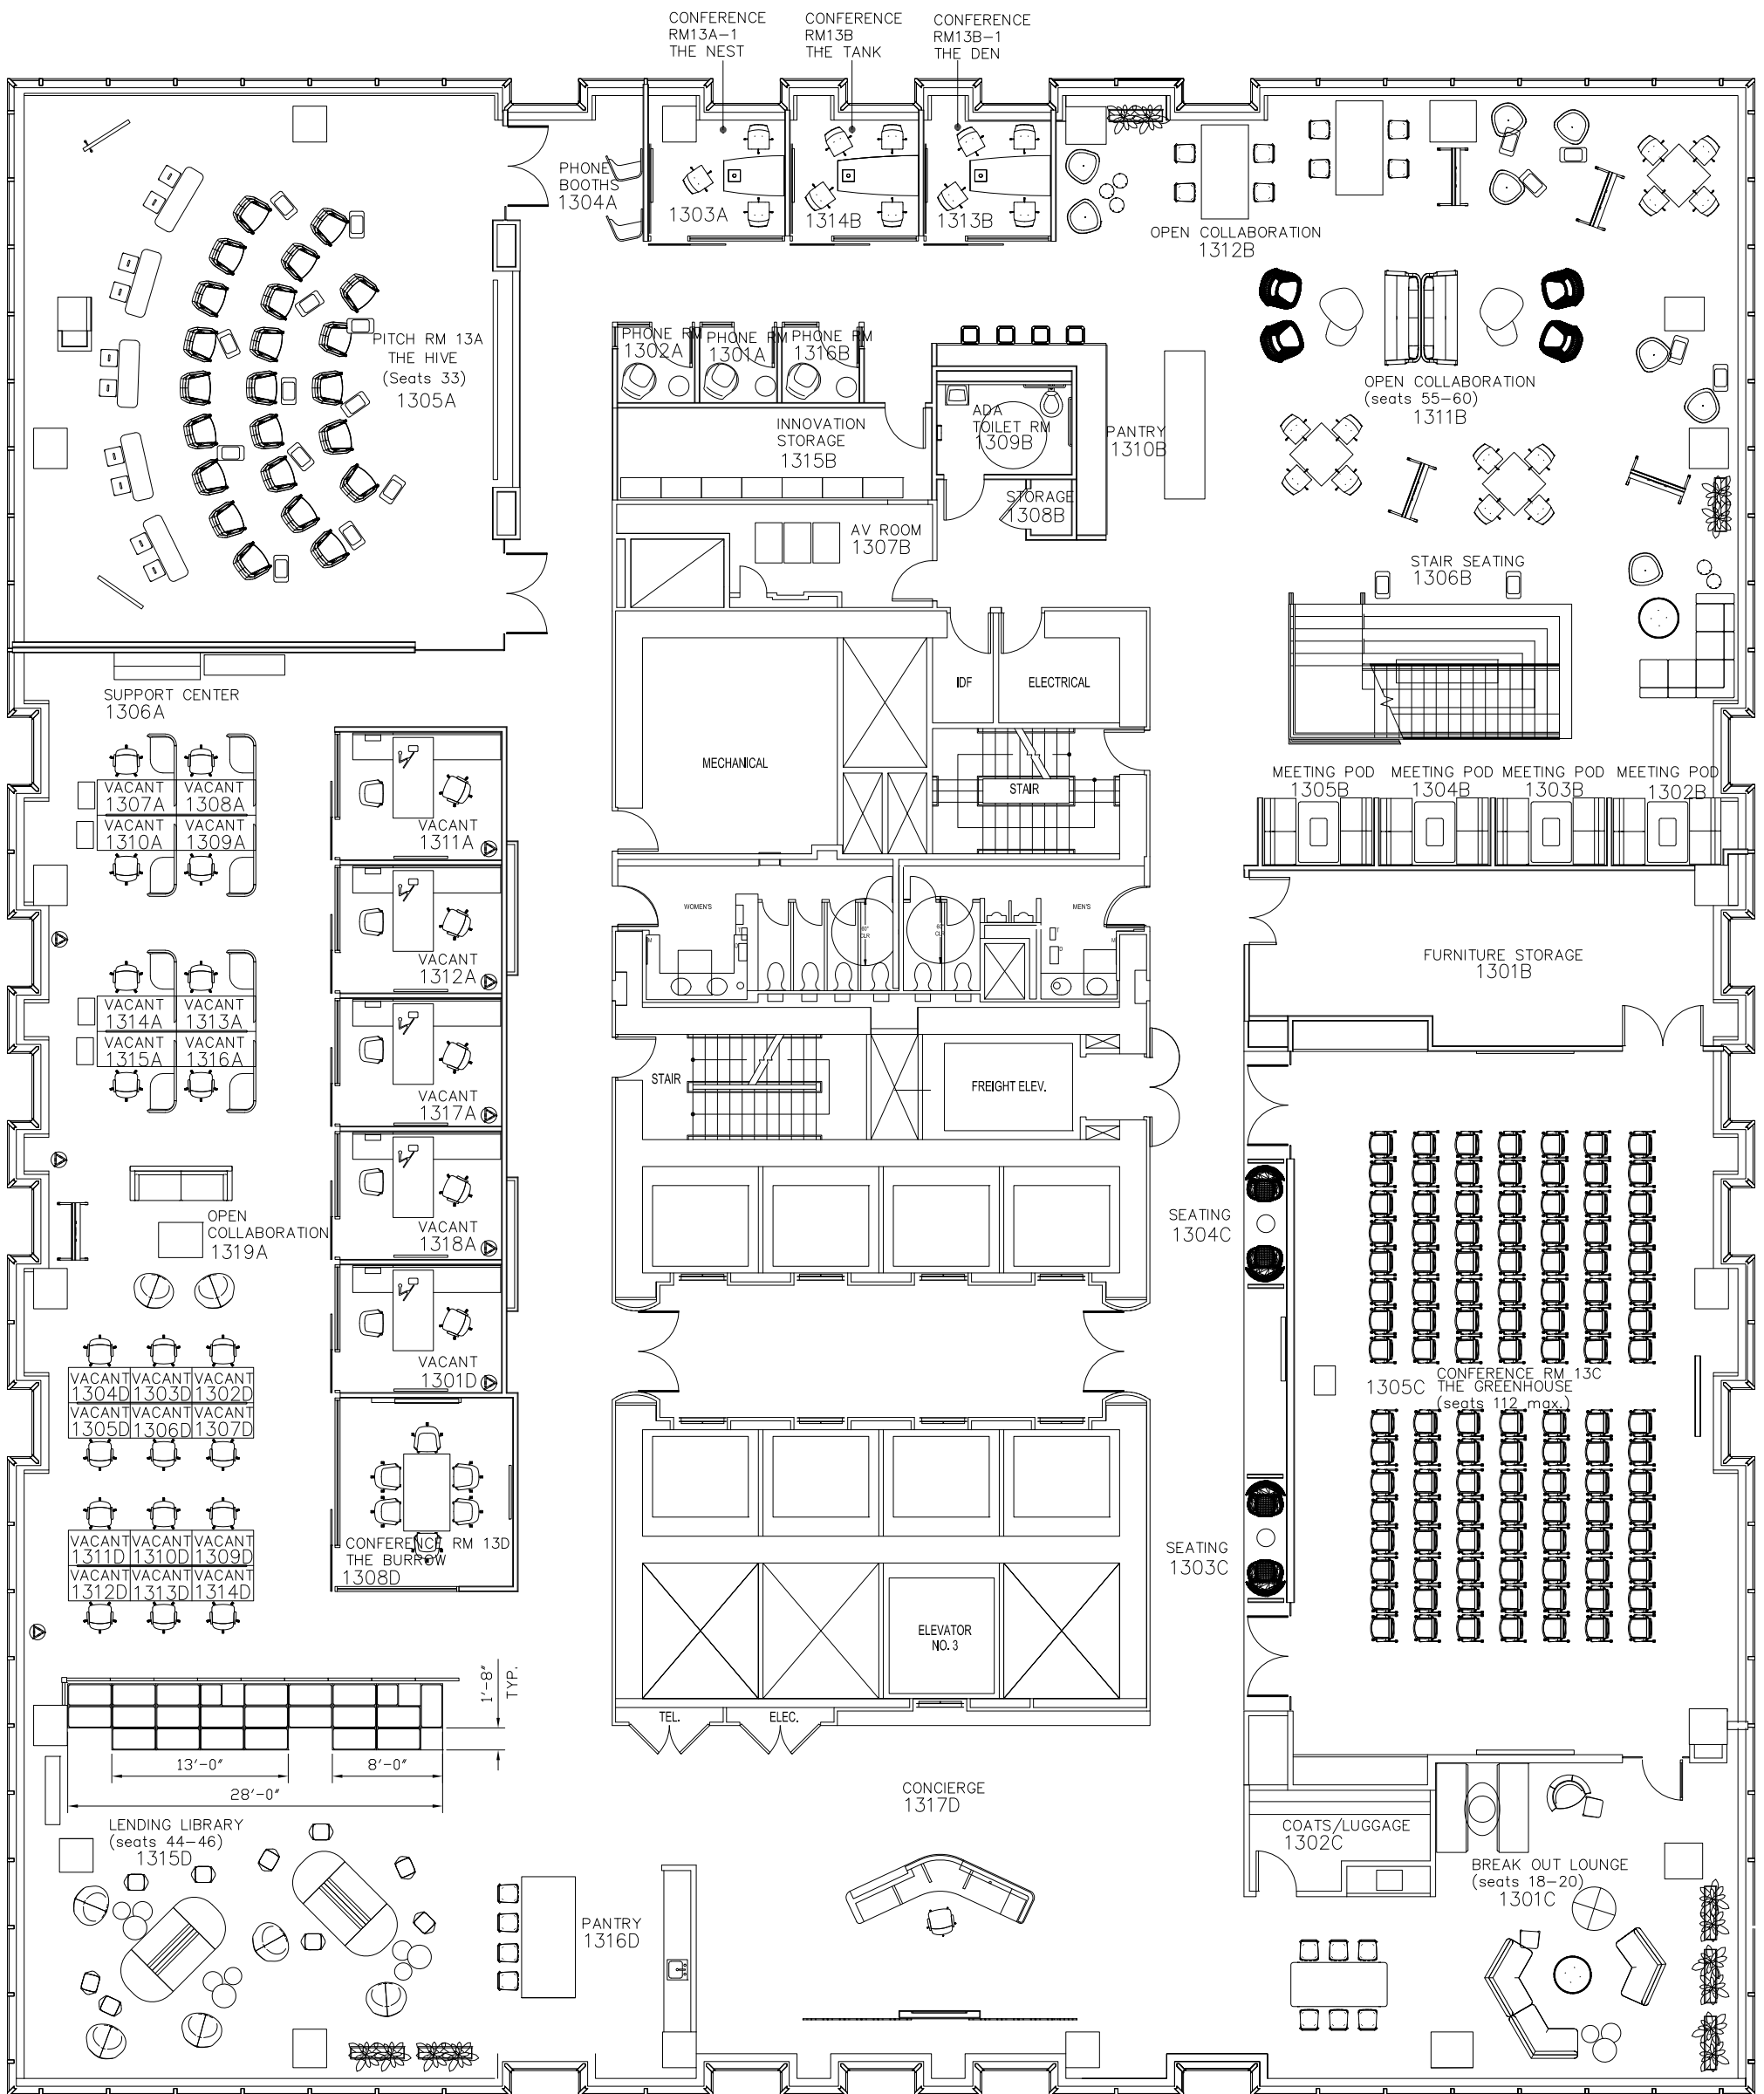 CONFERENCE
RM13A-1
THE NEST
CONFERENCE
RM13B
THE TANK
CONFERENCE
RM13B-1
THE DEN
PHONE
BOOTHS
1304A
1303A
1314B
1313B
OPEN COLLABORATION
1312B
PITCH RM 13A
THE HIVE
(Seats 33)
1305A
PHONE RM
1302A
PHONE RM
1301A
PHONE RM
1316B
INNOVATION
STORAGE
1315B
ADA
TOILET RM
1309B
PANTRY
1310B
STORAGE
1308B
AV ROOM
1307B
OPEN COLLABORATION
(seats 55-60)
1311B
STAIR SEATING
1306B
SUPPORT CENTER
1306A
IDF
ELECTRICAL
MECHANICAL
STAIR
MEETING POD
1305B
MEETING POD
1304B
MEETING POD
1303B
MEETING POD
1302B
VACANT
1307A
VACANT
1308A
VACANT
1310A
VACANT
1309A
VACANT
1311A
VACANT
1312A
WOMEN'S
60"
CLR
60"
CLR
MEN'S
M
T
D
T
D
M
FURNITURE STORAGE
1301B
VACANT
1314A
VACANT
1313A
VACANT
1315A
VACANT
1316A
VACANT
1317A
STAIR
FREIGHT ELEV.
OPEN
COLLABORATION
1319A
VACANT
1318A
SEATING
1304C
VACANT
1301D
VACANT
1304D
VACANT
1303D
VACANT
1302D
VACANT
1305D
VACANT
1306D
VACANT
1307D
1305C
CONFERENCE RM 13C
THE GREENHOUSE
(seats 112 max.)
CONFERENCE RM 13D
THE BURROW
1308D
SEATING
1303C
VACANT
1311D
VACANT
1310D
VACANT
1309D
VACANT
1312D
VACANT
1313D
VACANT
1314D
ELEVATOR
NO. 3
TEL.
ELEC.
1'-8"
TYP.
13'-0"
8'-0"
28'-0"
LENDING LIBRARY
(seats 44-46)
1315D
CONCIERGE
1317D
COATS/LUGGAGE
1302C
BREAK OUT LOUNGE
(seats 18-20)
1301C
PANTRY
1316D